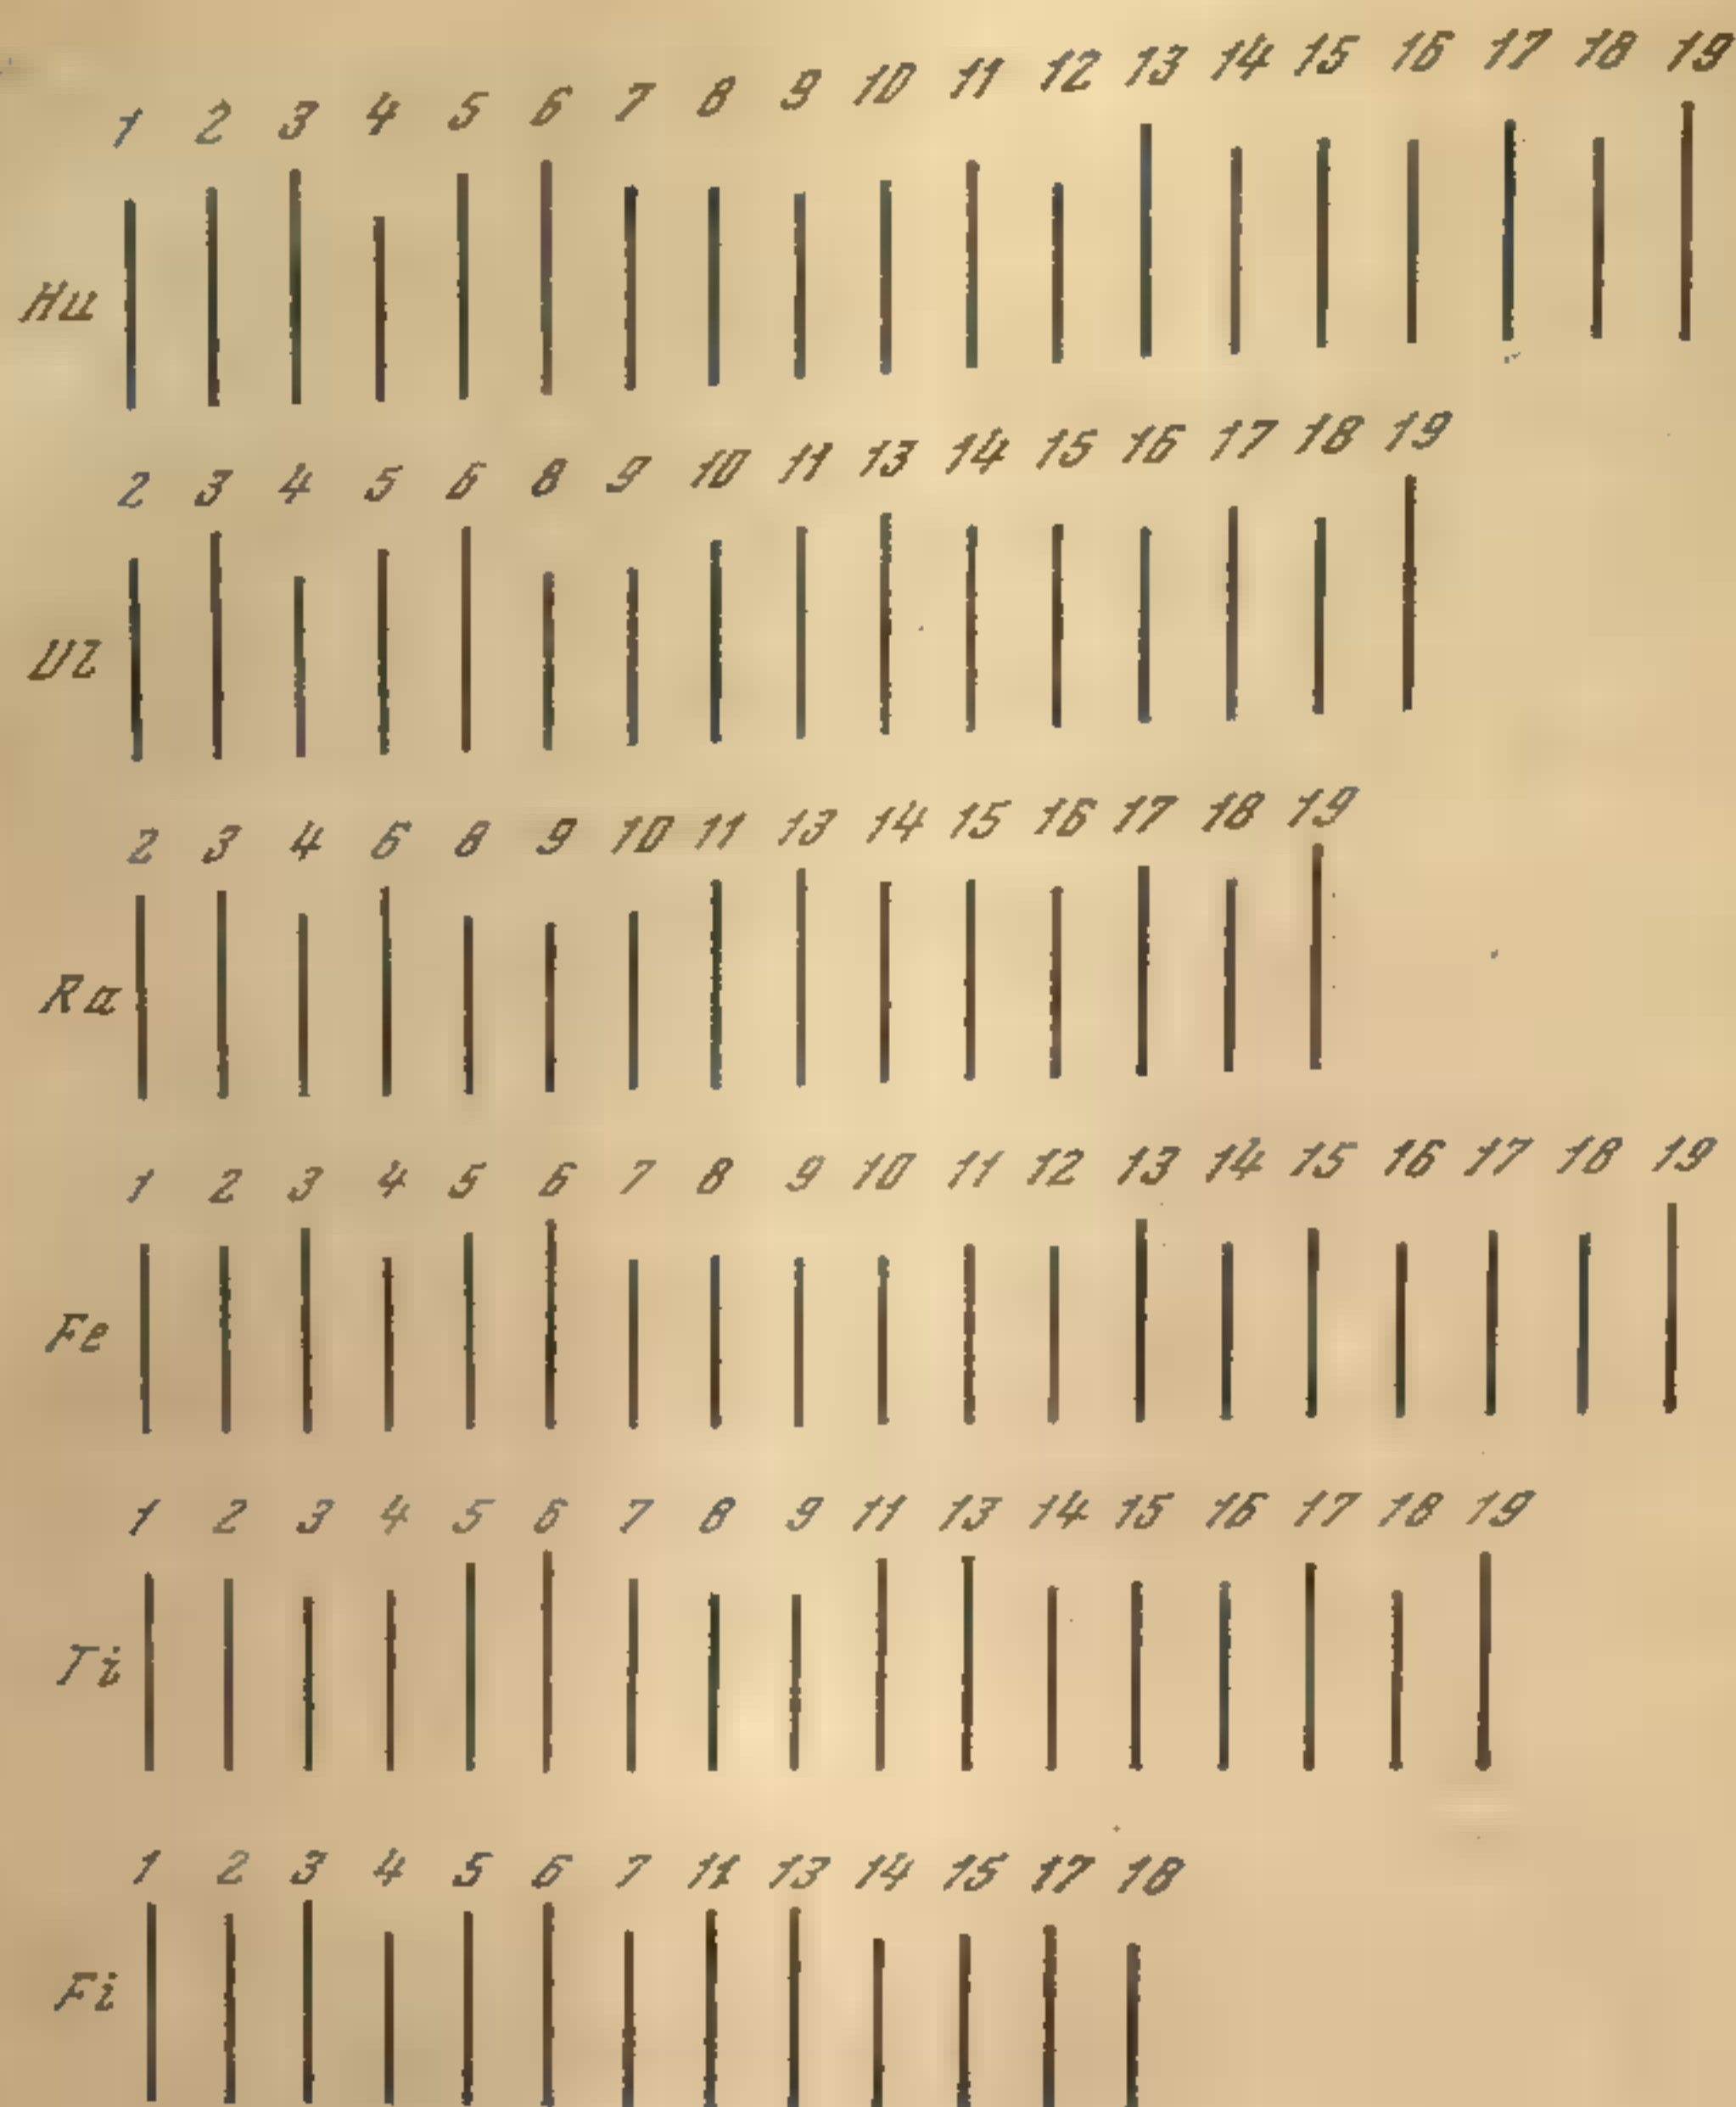 1 2 3 4 5 6 7 8 9 10 11 12 13 14 15 16 17 18 19
Hu
2 3 4 5 6 8 9 10 11 13 14 15 16 17 18 19
Ul
2 3 4 6 8 9 10 11 13 14 15 16 17 18 19
Ra
1 2 3 4 5 6 7 8 9 10 11 12 13 14 15 16 17 18 19
Fe
1 2 3 4 5 6 7 8 9 11 13 14 15 16 17 18 19
Ti
1 2 3 4 5 6 7 11 13 14 15 17 18
Fi